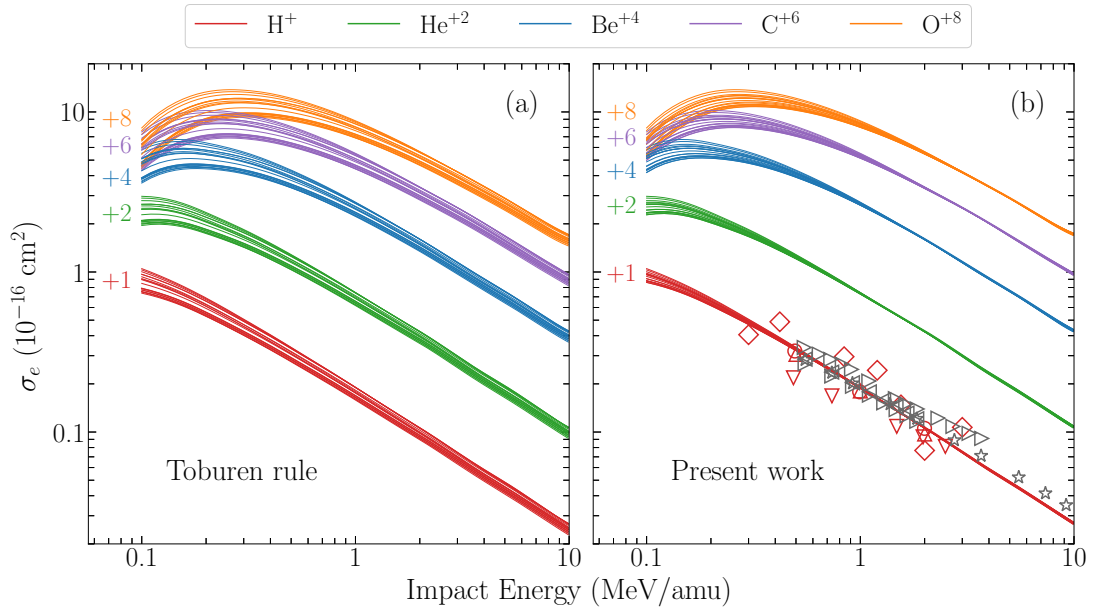 H⁺ He⁺² Be⁺⁴ C⁺⁶ O⁺⁸
σₑ (10⁻¹⁶ cm²)
10
1
0.1
(a)
+8
+6
+4
+2
+1
Toburen rule
0.1 1 10
(b)
+8
+6
+4
+2
+1
Present work
0.1 1 10
Impact Energy (MeV/amu)